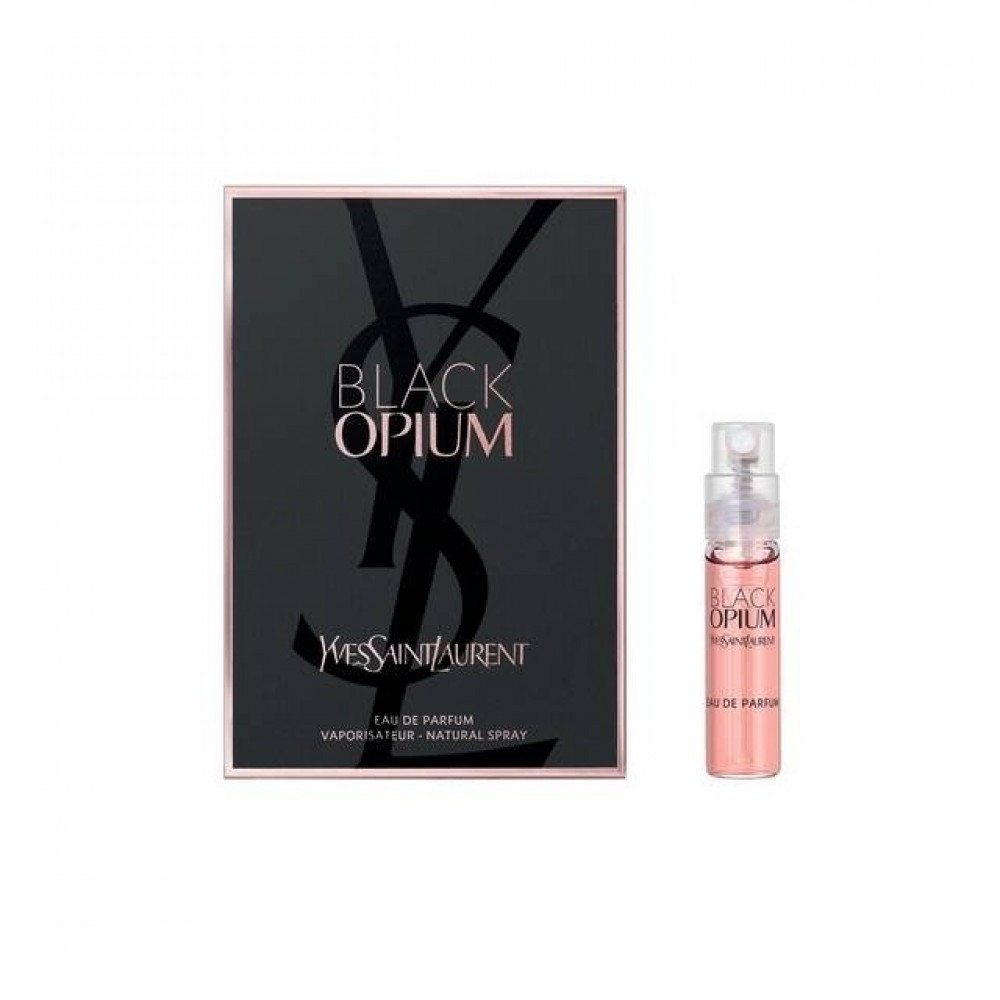 BLACK
OPIUM
YVESSAINTLAURENT
EAU DE PARFUM
VAPORISATEUR - NATURAL SPRAY
BLACK
OPIUM
YVESSAINTLAURENT
EAU DE PARFUM